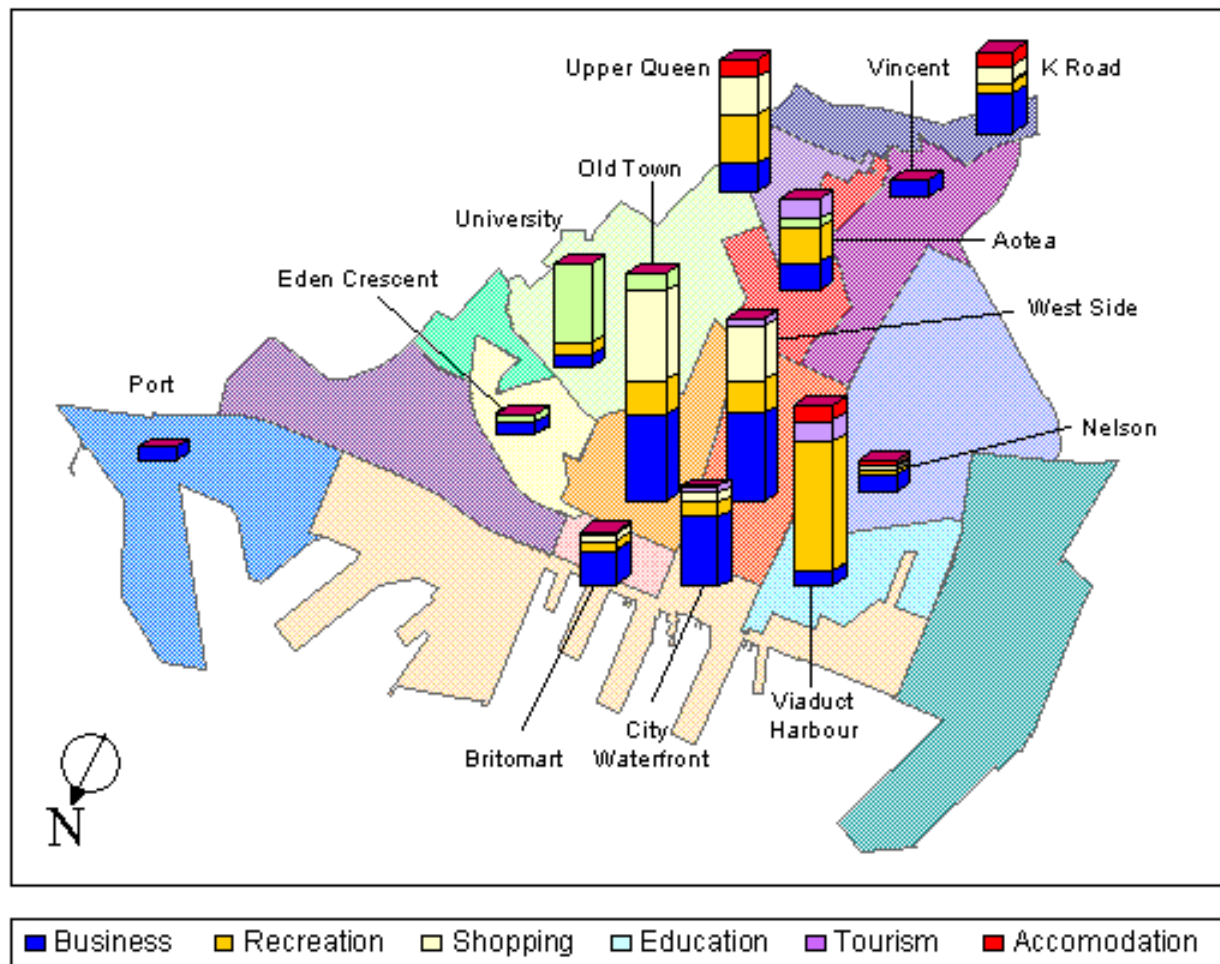 Upper Queen
Vincent
K Road
Old Town
University
Aotea
Eden Crescent
West Side
Port
Nelson
Viaduct
Harbour
City
Waterfront
Britomart
N
Business
Recreation
Shopping
Education
Tourism
Accomodation